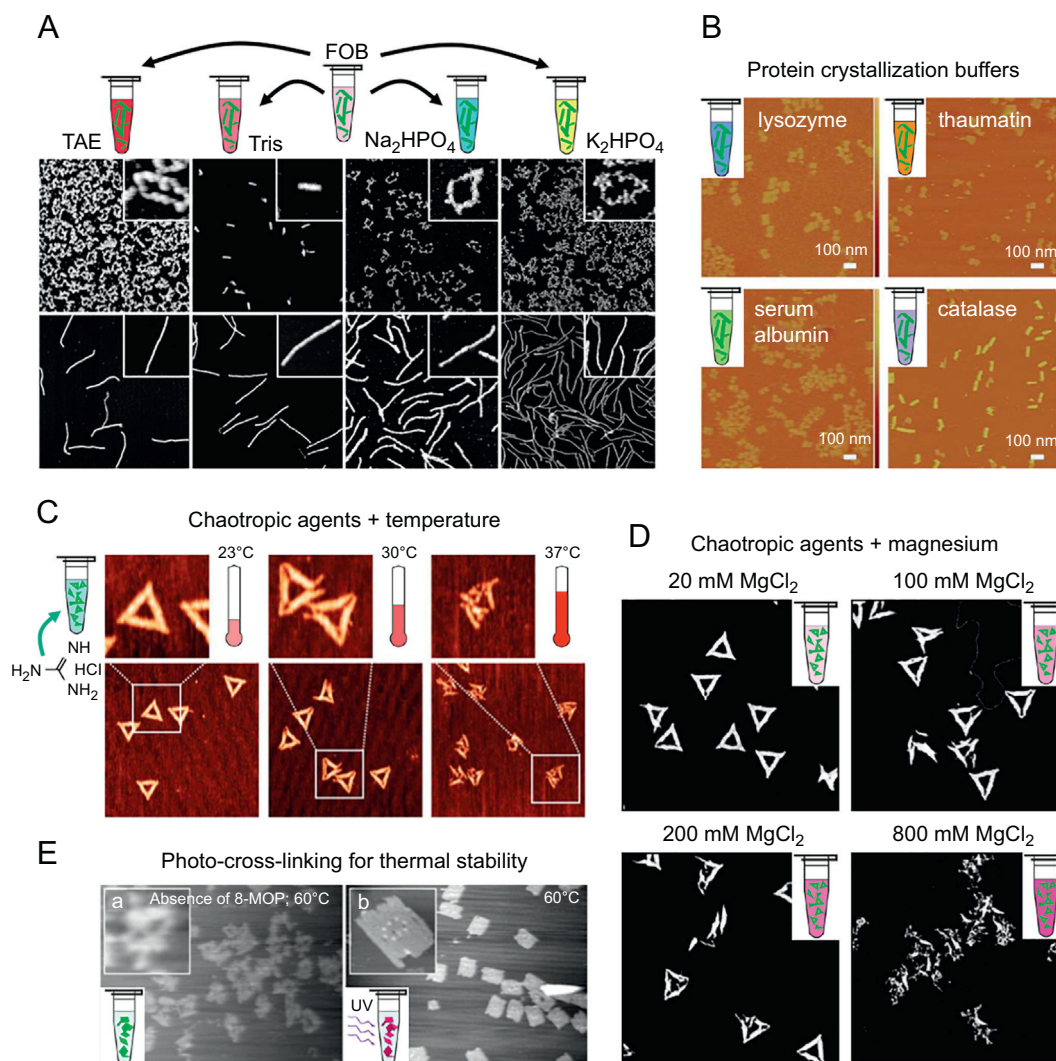 A
FOB
TAE
Tris
Na₂HPO₄
K₂HPO₄
B
Protein crystallization buffers
lysozyme
thaumatin
100 nm
100 nm
serum
albumin
catalase
100 nm
100 nm
C
Chaotropic agents + temperature
23°C
30°C
37°C
NH
H₂N
HCl
NH₂
D
Chaotropic agents + magnesium
20 mM MgCl₂
100 mM MgCl₂
200 mM MgCl₂
800 mM MgCl₂
E
Photo-cross-linking for thermal stability
a
Absence of 8-MOP; 60°C
b
60°C
UV